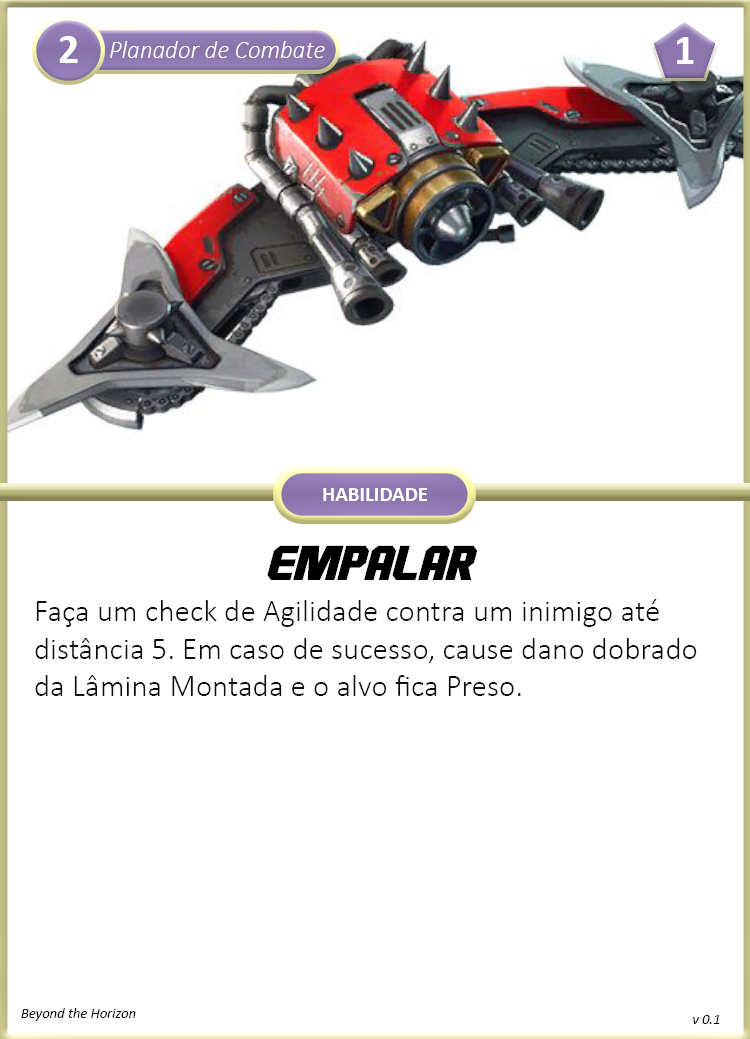 2 Planador de Combate 1
HABILIDADE
EMPALAR
Faça um check de Agilidade contra um inimigo até
distância 5. Em caso de sucesso, cause dano dobrado
da Lâmina Montada e o alvo fica Preso.
Beyond the Horizon
v 0.1